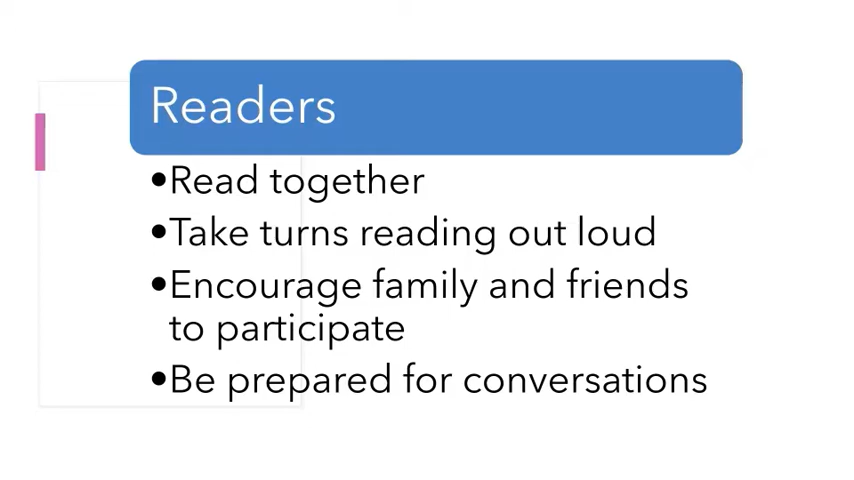 Readers
•Read together
•Take turns reading out loud
•Encourage family and friends
to participate
•Be prepared for conversations